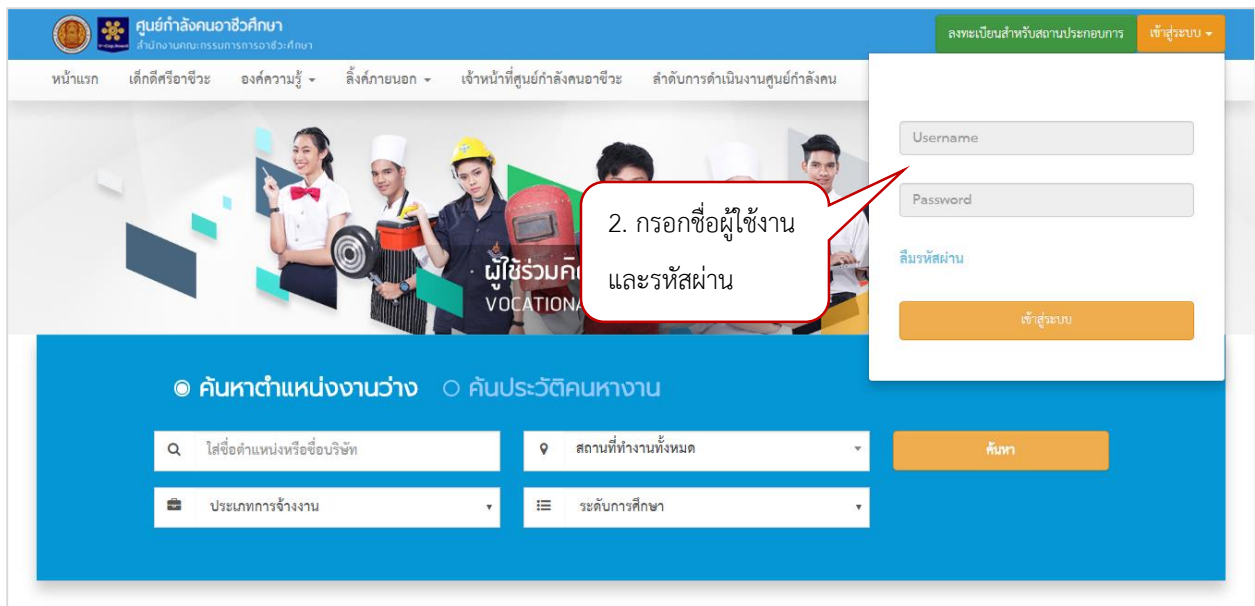 ศูนย์กำลังคนอาชีวศึกษา
สำนักงานคณะกรรมการการอาชีวะศึกษา
ลงทะเบียนสำหรับสถานประกอบการ
เข้าสู่ระบบ
หน้าแรก เด็กดีศรีอาชีวะ องค์ความรู้ ลิ้งค์ภายนอก เจ้าหน้าที่ศูนย์กำลังคนอาชีวะ ลำดับการดำเนินงานศูนย์กำลังคน
Username
Password
ลืมรหัสผ่าน
เข้าสู่ระบบ
2. กรอกชื่อผู้ใช้งาน
และรหัสผ่าน
ผู้ใช้ร่วมคิ
VOCATIONA
ค้นหาตำแหน่งงานว่าง ค้นประวัติคนหางาน
ใส่ชื่อตำแหน่งหรือชื่อบริษัท สถานที่ทำงานทั้งหมด ค้นหา
ประเภทการจ้างงาน ระดับการศึกษา